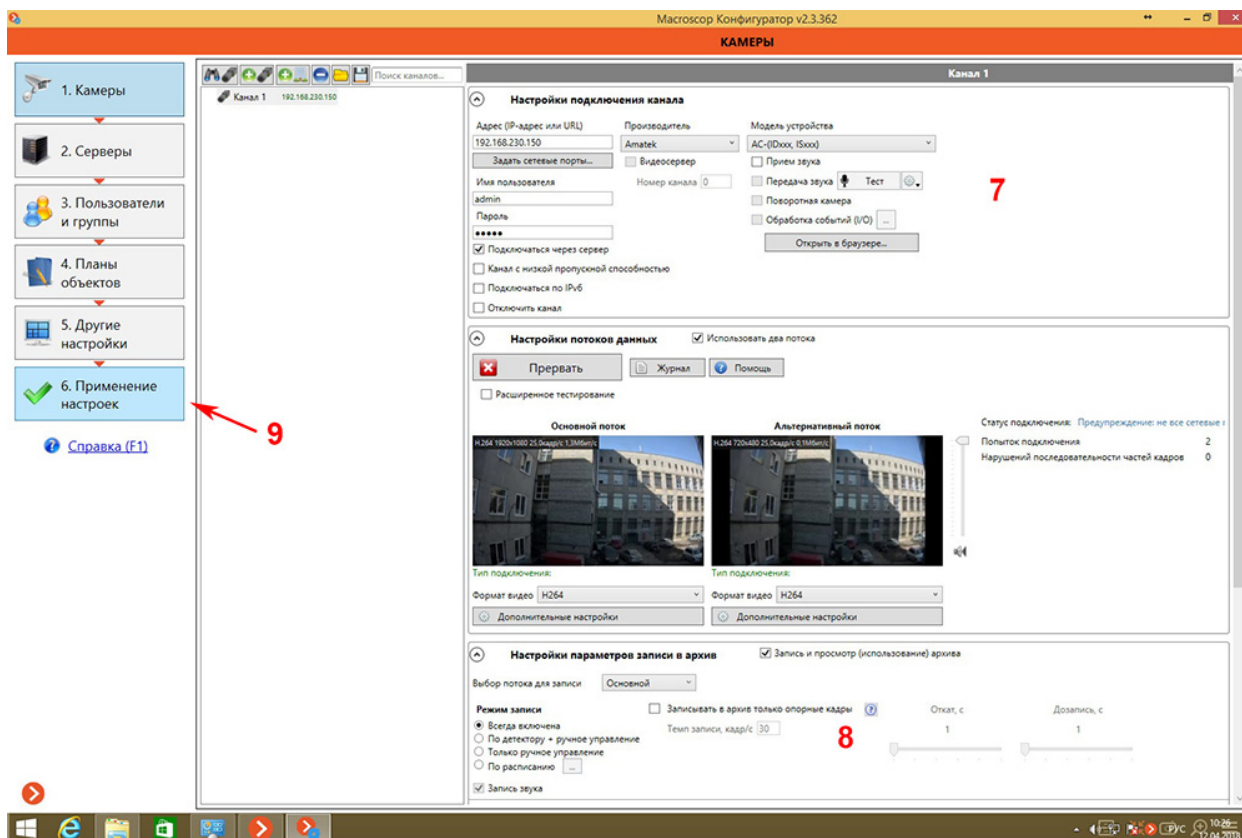 Macroscop Конфигуратор v2.3.362
КАМЕРЫ
1. Камеры
2. Серверы
3. Пользователи
и группы
4. Планы
объектов
5. Другие
настройки
6. Применение
настроек
9
Справка (F1)
Поиск каналов...
Канал 1 192.168.230.150
Канал 1
Настройки подключения канала
Адрес (IP-адрес или URL) Производитель Модель устройства
192.168.230.150 Amatek AC-(IDxxx, ISxxx)
Задать сетевые порты... Видеосервер Прием звука
Имя пользователя Номер канала 0 Передача звука Тест
7
admin Поворотная камера
Пароль Обработка событий (I/O) ...
••••• Открыть в браузере...
Подключаться через сервер
Канал с низкой пропускной способностью
Подключаться по IPv6
Отключить канал
Настройки потоков данных Использовать два потока
Прервать Журнал Помощь
Расширенное тестирование
Основной поток Альтернативный поток
Статус подключения: Предупреждение: не все сетевые
H.264 1920x1080 25,0кадр/с 1,3Мбит/с H.264 720x480 25,0кадр/с 0,1Мбит/с
Попыток подключения 2
Нарушений последовательности частей кадров 0
Тип подключения: Тип подключения:
Формат видео H264 Формат видео H264
Дополнительные настройки Дополнительные настройки
Настройки параметров записи в архив Запись и просмотр (использование) архива
Выбор потока для записи Основной
Режим записи Записывать в архив только опорные кадры Откат, с Дозапись, с
Всегда включена Темп записи, кадр/с 30 1 1
8
По детектору + ручное управление
Только ручное управление
По расписанию ...
Запись звука
РУС 10:26